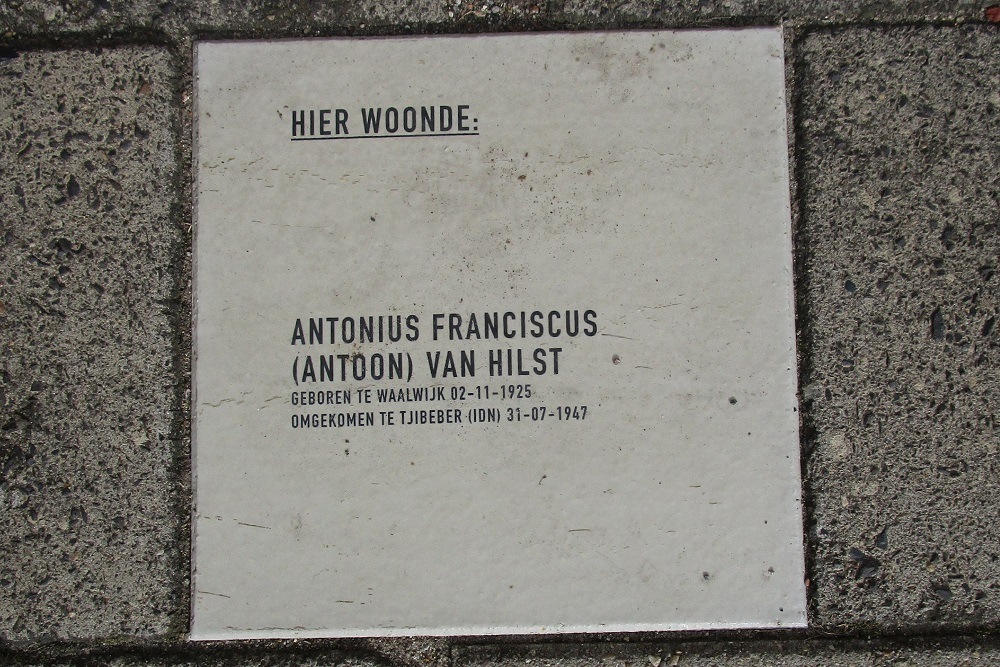 HIER WOONDE:
ANTONIUS FRANCISCUS
(ANTOON) VAN HILST
GEBOREN TE WAALWIJK 02-11-1925
OMGEKOMEN TE TJIBEBER (IDN) 31-07-1947